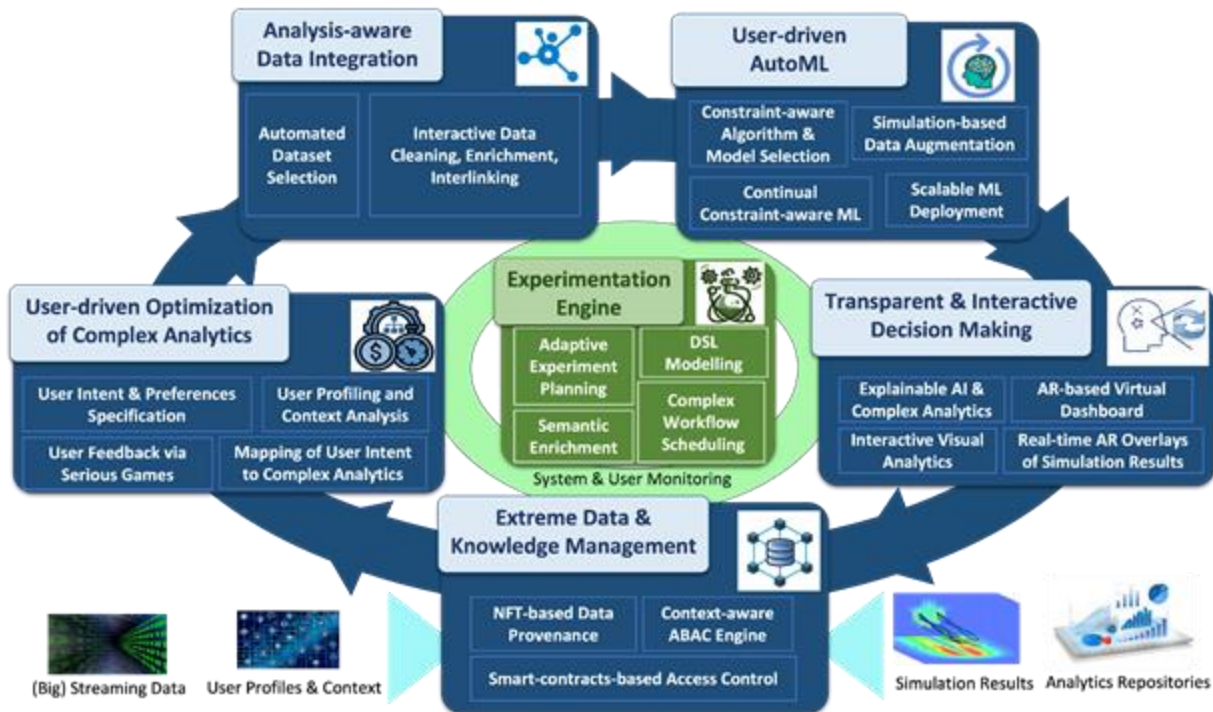 Analysis-aware
Data Integration
Automated
Dataset
Selection
Interactive Data
Cleaning, Enrichment,
Interlinking
User-driven
AutoML
Constraint-aware
Algorithm &
Model Selection
Simulation-based
Data Augmentation
Continual
Constraint-aware ML
Scalable ML
Deployment
User-driven Optimization
of Complex Analytics
User Intent & Preferences
Specification
User Profiling and
Context Analysis
User Feedback via
Serious Games
Mapping of User Intent
to Complex Analytics
Experimentation
Engine
Adaptive
Experiment
Planning
DSL
Modelling
Semantic
Enrichment
Complex
Workflow
Scheduling
System & User Monitoring
Transparent & Interactive
Decision Making
Explainable AI &
Complex Analytics
AR-based Virtual
Dashboard
Interactive Visual
Analytics
Real-time AR Overlays
of Simulation Results
Extreme Data &
Knowledge Management
NFT-based Data
Provenance
Context-aware
ABAC Engine
Smart-contracts-based Access Control
(Big) Streaming Data
User Profiles & Context
Simulation Results
Analytics Repositories